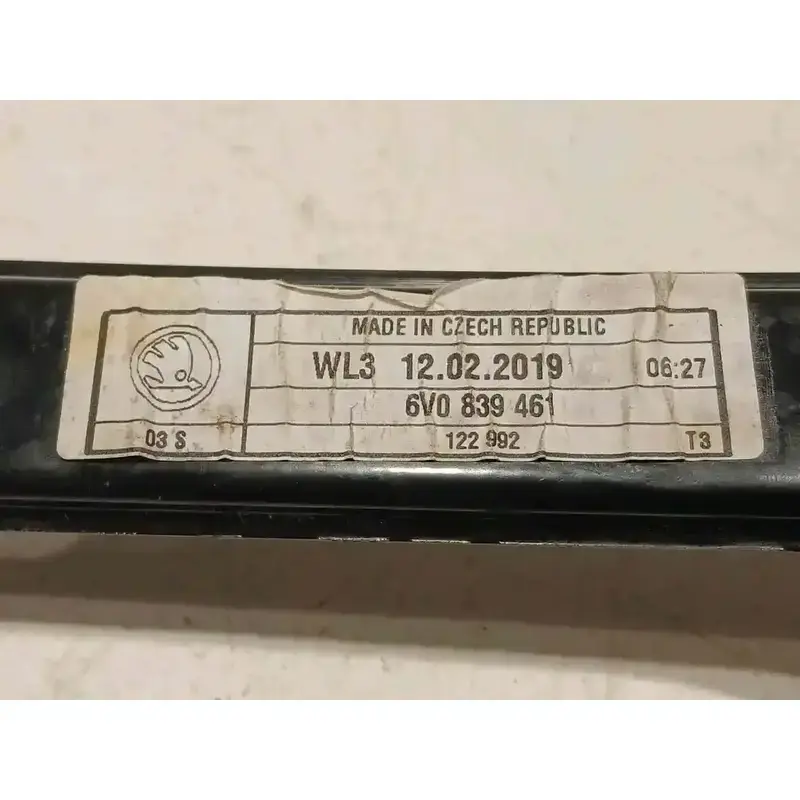 MADE IN CZECH REPUBLIC
WL3 12.02.2019 06:27
6V0 839 461
03 S 122 992 T3